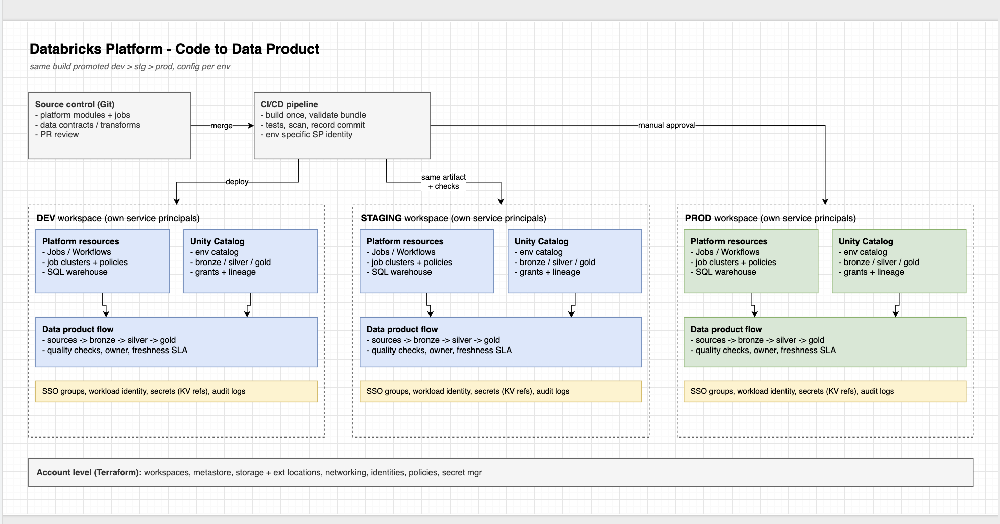 Databricks Platform - Code to Data Product
same build promoted dev > stg > prod, config per env
Source control (Git)
- platform modules + jobs
- data contracts / transforms
- PR review
merge
CI/CD pipeline
- build once, validate bundle
- tests, scan, record commit
- env specific SP identity
manual approval
deploy
same artifact
+ checks
DEV workspace (own service principals)
Platform resources
- Jobs / Workflows
- job clusters + policies
- SQL warehouse
Unity Catalog
- env catalog
- bronze / silver / gold
- grants + lineage
Data product flow
- sources -> bronze -> silver -> gold
- quality checks, owner, freshness SLA
SSO groups, workload identity, secrets (KV refs), audit logs
STAGING workspace (own service principals)
Platform resources
- Jobs / Workflows
- job clusters + policies
- SQL warehouse
Unity Catalog
- env catalog
- bronze / silver / gold
- grants + lineage
Data product flow
- sources -> bronze -> silver -> gold
- quality checks, owner, freshness SLA
SSO groups, workload identity, secrets (KV refs), audit logs
PROD workspace (own service principals)
Platform resources
- Jobs / Workflows
- job clusters + policies
- SQL warehouse
Unity Catalog
- env catalog
- bronze / silver / gold
- grants + lineage
Data product flow
- sources -> bronze -> silver -> gold
- quality checks, owner, freshness SLA
SSO groups, workload identity, secrets (KV refs), audit logs
Account level (Terraform): workspaces, metastore, storage + ext locations, networking, identities, policies, secret mgr